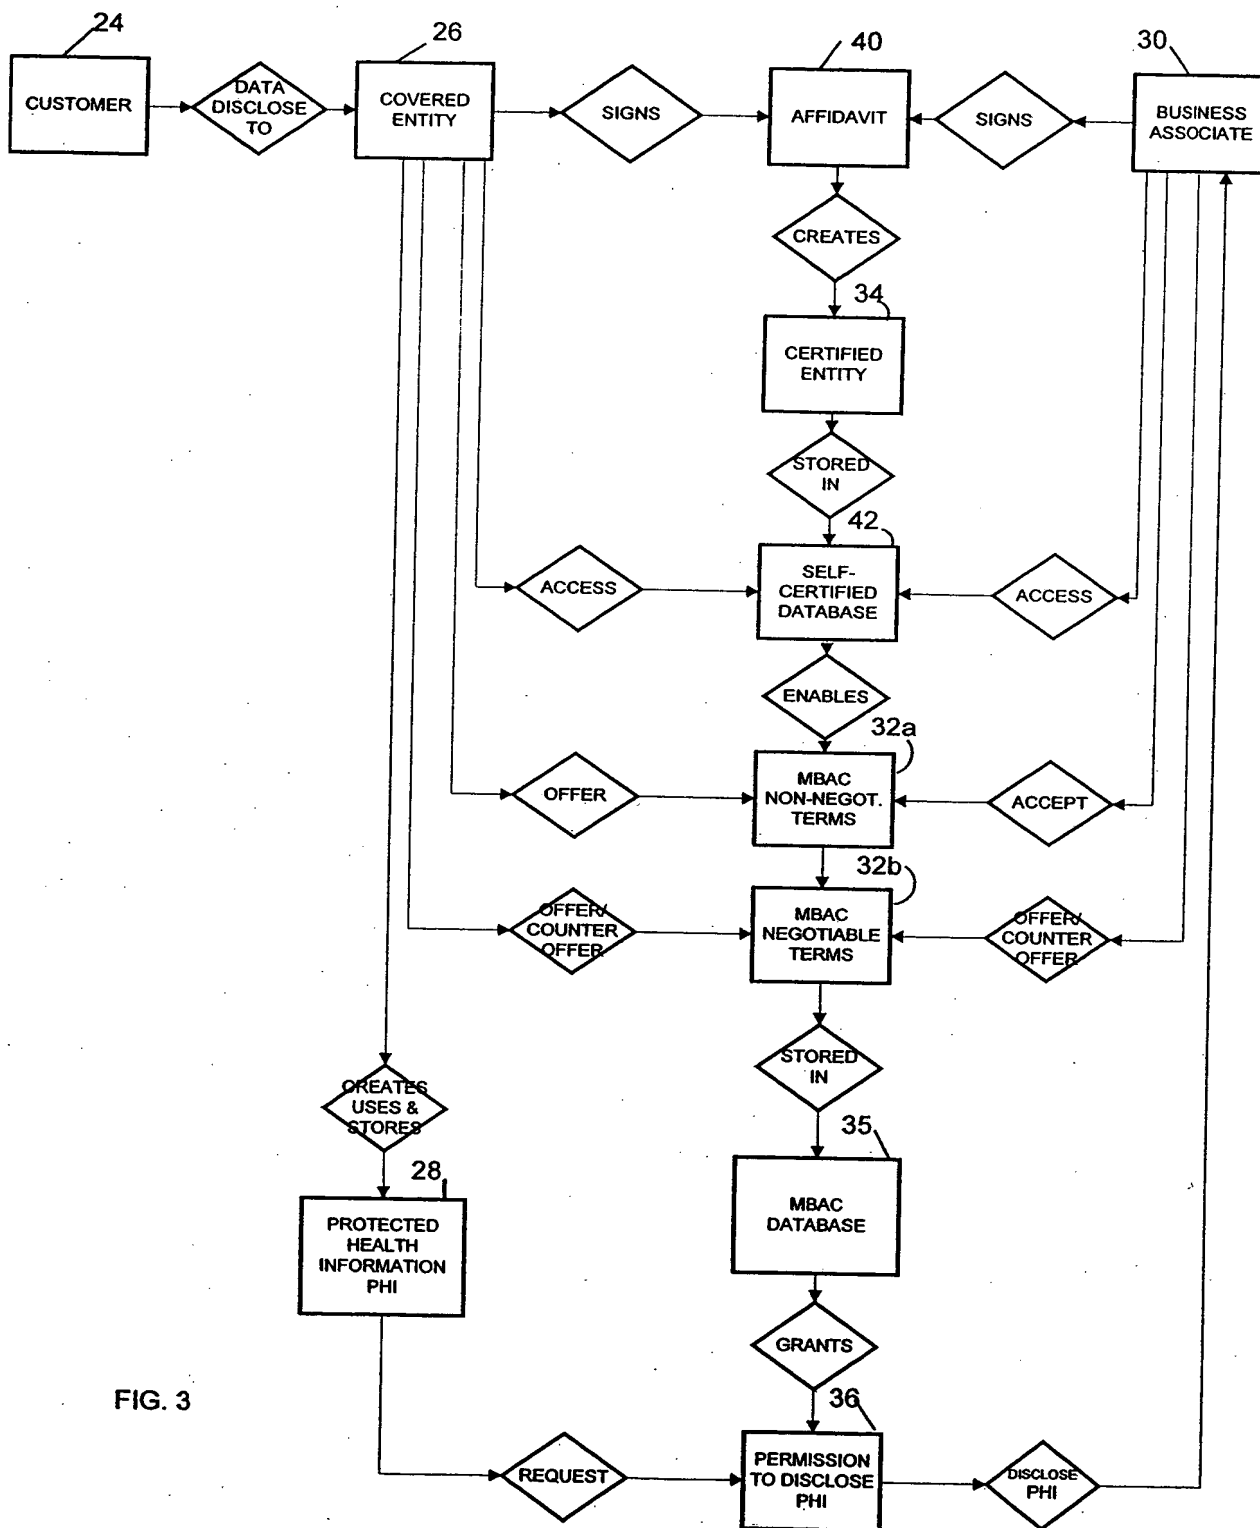 24
26
40
30
CUSTOMER
DATA
DISCLOSE
TO
COVERED
ENTITY
SIGNS
AFFIDAVIT
SIGNS
BUSINESS
ASSOCIATE
CREATES
34
CERTIFIED
ENTITY
STORED
IN
42
ACCESS
SELF-
CERTIFIED
DATABASE
ACCESS
ENABLES
32a
OFFER
MBAC
NON-NEGOT.
TERMS
ACCEPT
32b
OFFER/
COUNTER
OFFER
MBAC
NEGOTIABLE
TERMS
OFFER/
COUNTER
OFFER
STORED
IN
CREATES
USES &
STORES
35
28
MBAC
DATABASE
PROTECTED
HEALTH
INFORMATION
PHI
GRANTS
FIG. 3
36
REQUEST
PERMISSION
TO DISCLOSE
PHI
DISCLOSE
PHI